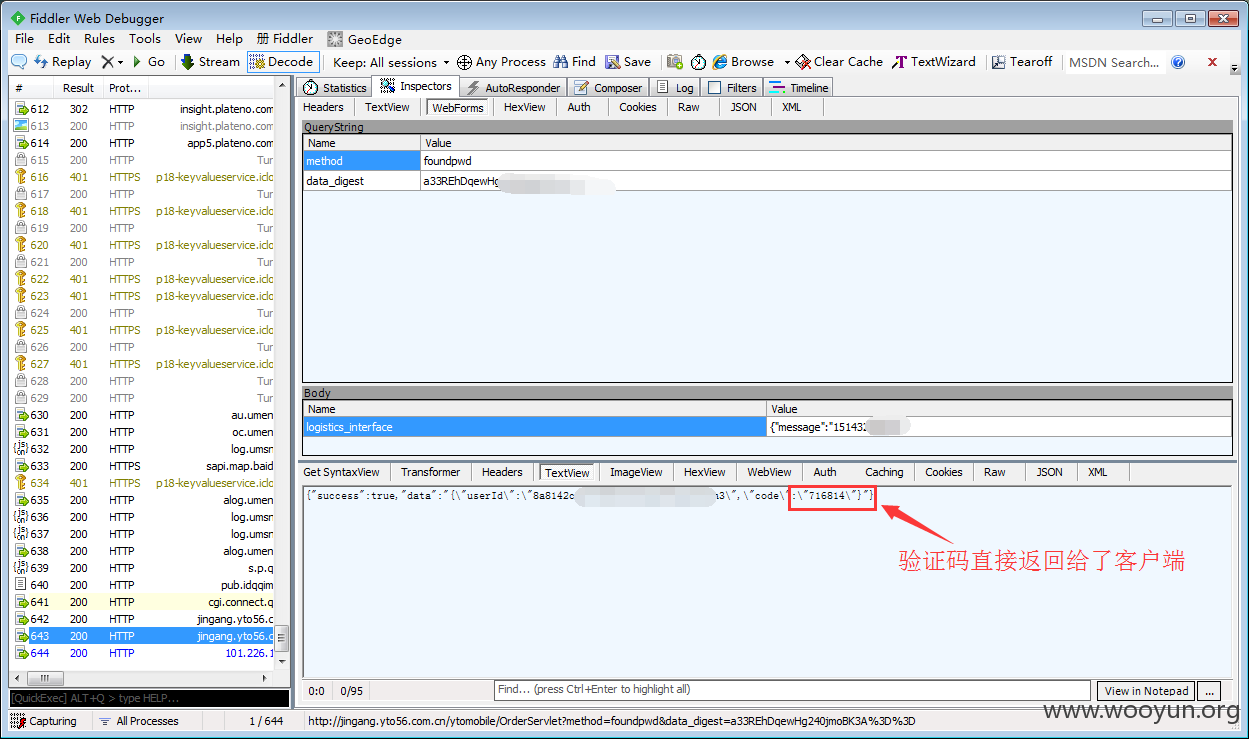 Fiddler Web Debugger
File Edit Rules Tools View Help Fiddler GeoEdge
Replay Go Stream Decode Keep: All sessions Any Process Find Save Browse Clear Cache TextWizard Tearoff MSDN Search...
# Result Prot...
612 302 HTTP insight.plateno.com
613 200 HTTP insight.plateno.com
614 200 HTTP app5.plateno.com
615 200 HTTP Tur
616 401 HTTPS p18-keyvalueservice.iclo
617 200 HTTP Tur
618 401 HTTPS p18-keyvalueservice.iclo
619 200 HTTP Tur
620 401 HTTPS p18-keyvalueservice.iclo
621 200 HTTP Tur
622 401 HTTPS p18-keyvalueservice.iclo
623 401 HTTPS p18-keyvalueservice.iclo
624 200 HTTP Tur
625 401 HTTPS p18-keyvalueservice.iclo
626 200 HTTP Tur
627 401 HTTPS p18-keyvalueservice.iclo
628 200 HTTP Tur
629 200 HTTP Tur
630 200 HTTP au.umen
631 200 HTTP oc.umen
632 200 HTTP log.umsn
633 200 HTTP sapi.map.baid
634 401 HTTPS p18-keyvalueservice.iclo
635 200 HTTP alog.umen
636 200 HTTP log.umsn
637 200 HTTP log.umsn
638 200 HTTP alog.umen
639 200 HTTP s.p.q
640 200 HTTP pub.idqqim
641 200 HTTP cgi.connect.q
642 200 HTTP jingang.yto56.c
643 200 HTTP jingang.yto56.c
644 200 HTTP 101.226.1
[QuickExec] ALT+Q > type HELP...
Statistics Inspectors AutoResponder Composer Log Filters Timeline
Headers TextView WebForms HexView Auth Cookies Raw JSON XML
QueryString
Name Value
method foundpwd
data_digest a33REhDqewHg
Body
Name Value
logistics_interface {"message":"15143
Get SyntaxView Transformer Headers TextView ImageView HexView WebView Auth Caching Cookies Raw JSON XML
{"success":true,"data":"{\"userId\":\"8a8142c a3\",\"code\":\"716814\"}"}
验证码直接返回给了客户端
0:0 0/95 Find... (press Ctrl+Enter to highlight all) View in Notepad ...
Capturing All Processes 1 / 644 http://jingang.yto56.com.cn/ytomobile/OrderServlet?method=foundpwd&data_digest=a33REhDqewHg240jmoBK3A%3D%3D
www.wooyun.org